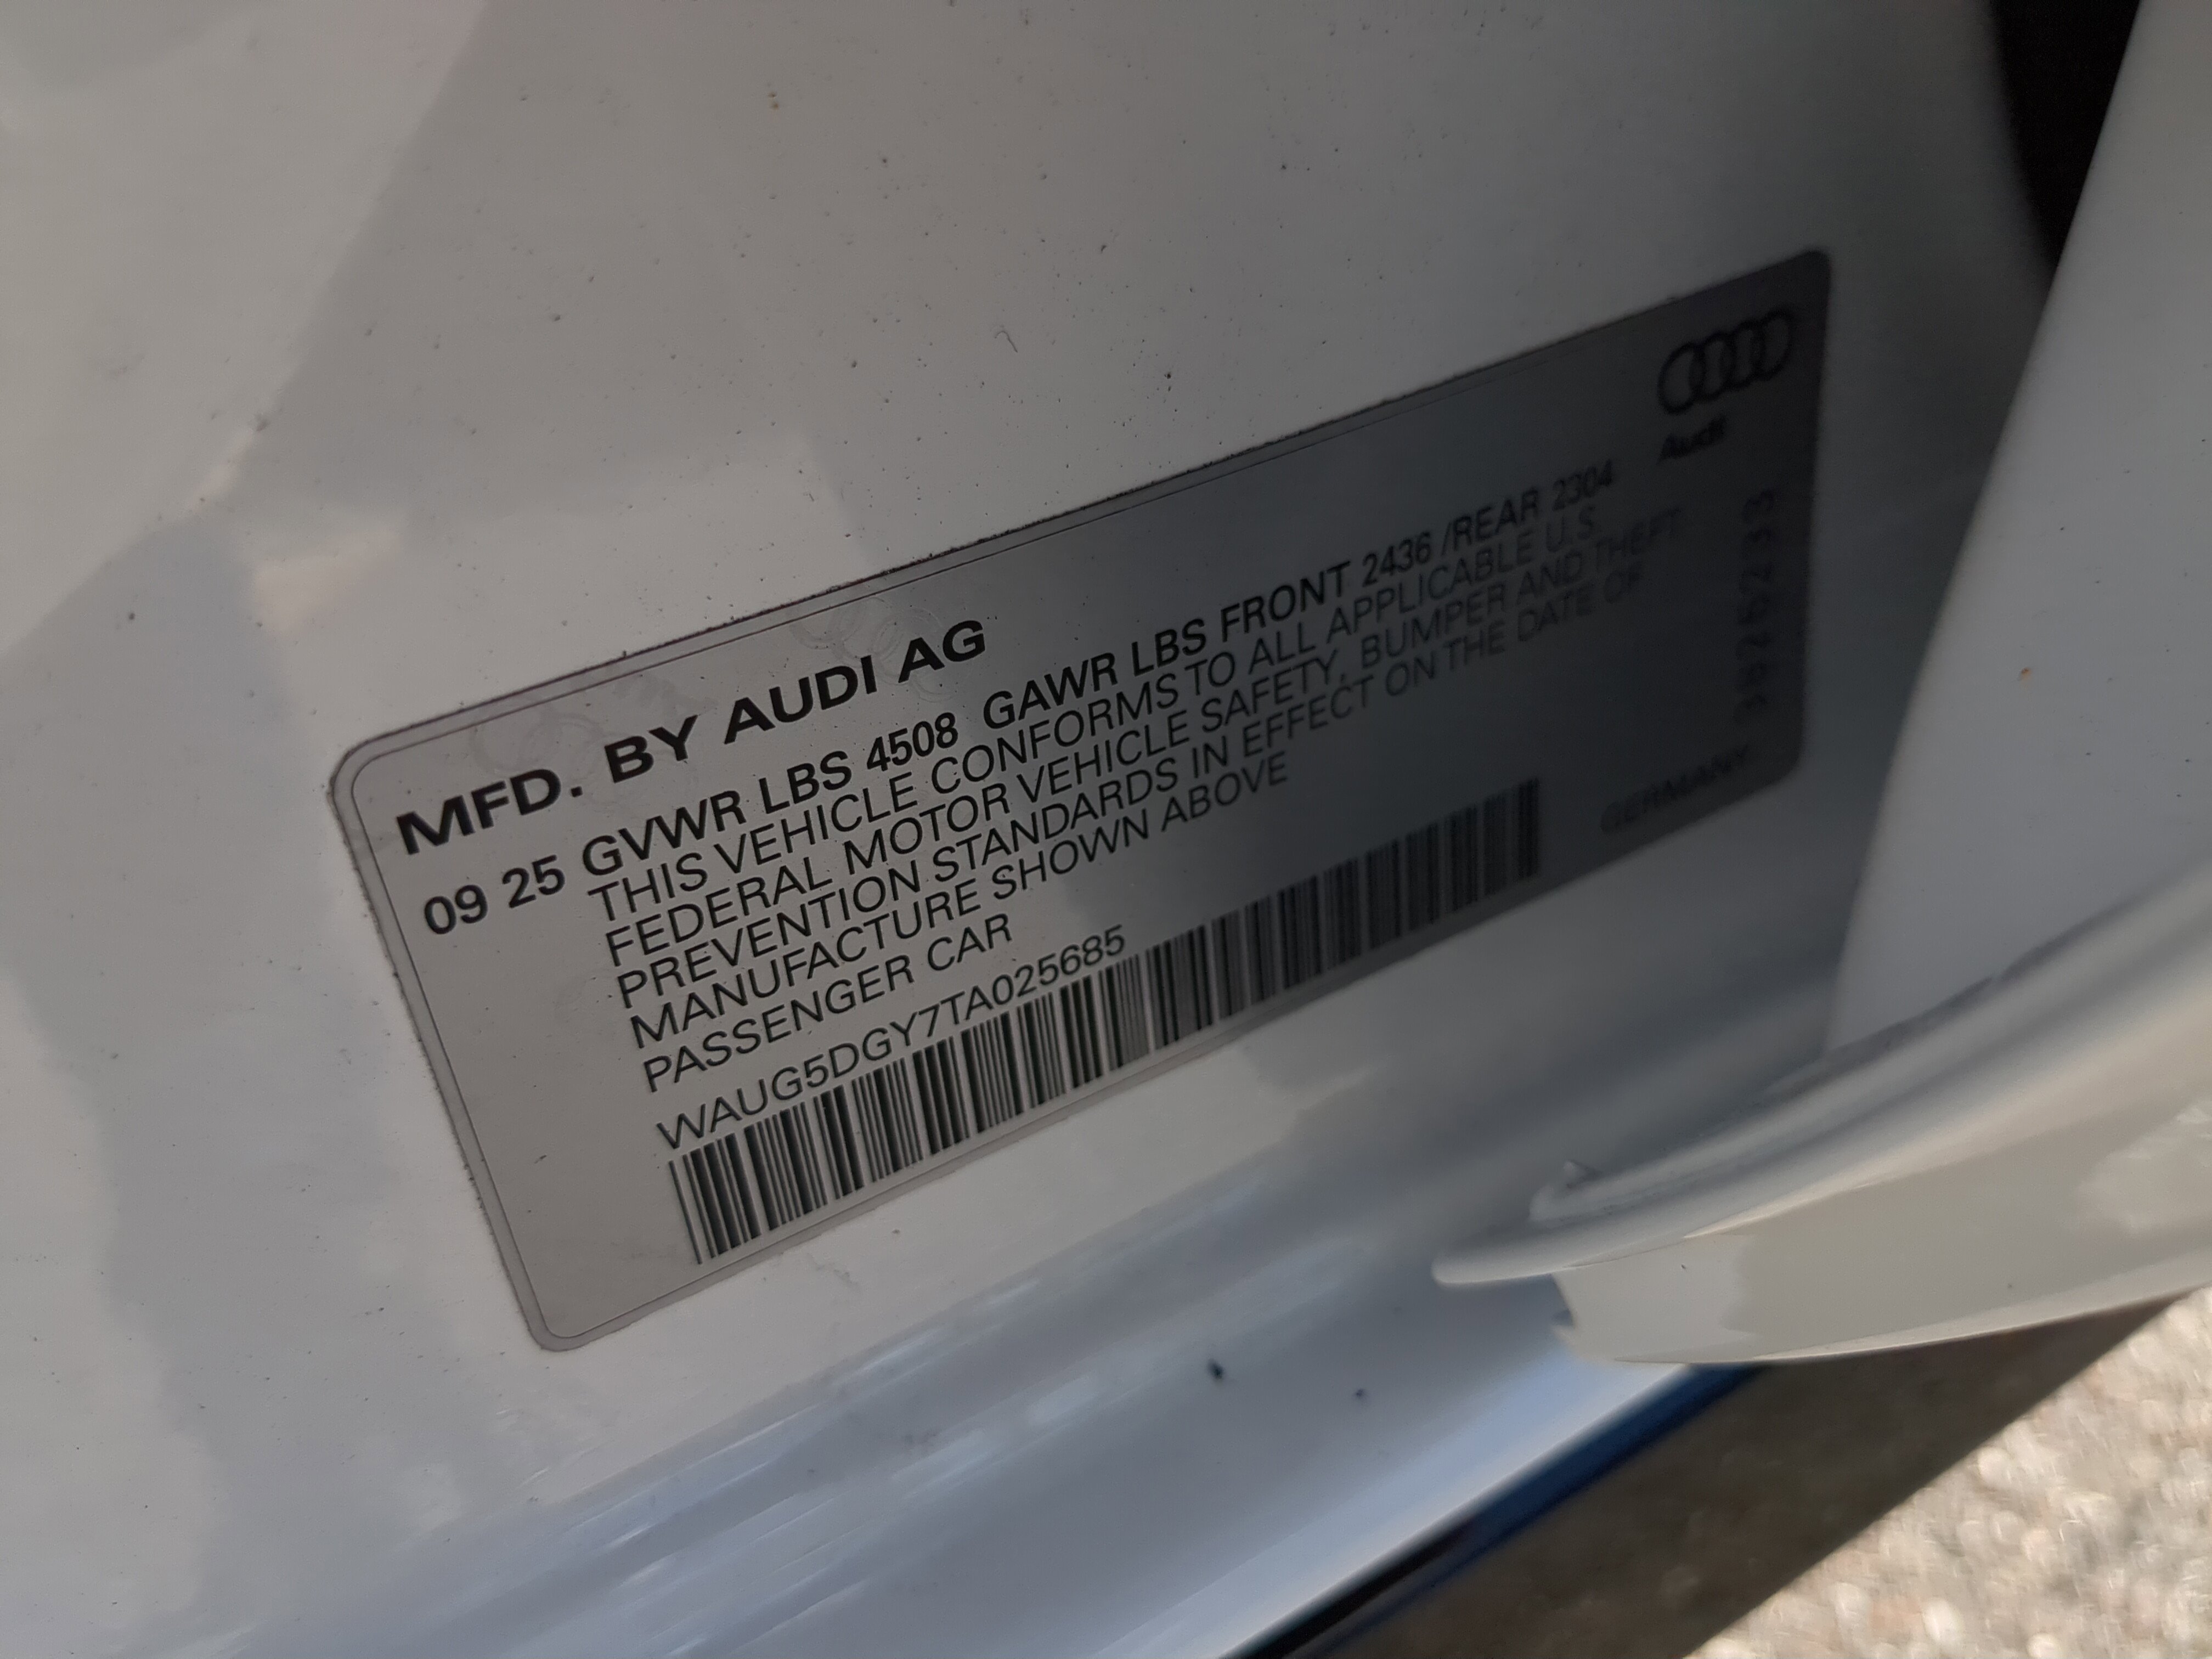 Audi
MFD. BY AUDI AG
09 25 GVWR LBS 4508 GAWR LBS FRONT 2436 /REAR 2304
THIS VEHICLE CONFORMS TO ALL APPLICABLE U.S.
FEDERAL MOTOR VEHICLE SAFETY, BUMPER AND THEFT
PREVENTION STANDARDS IN EFFECT ON THE DATE OF
MANUFACTURE SHOWN ABOVE
PASSENGER CAR
WAUG5DGY7TA025685
GERMANY